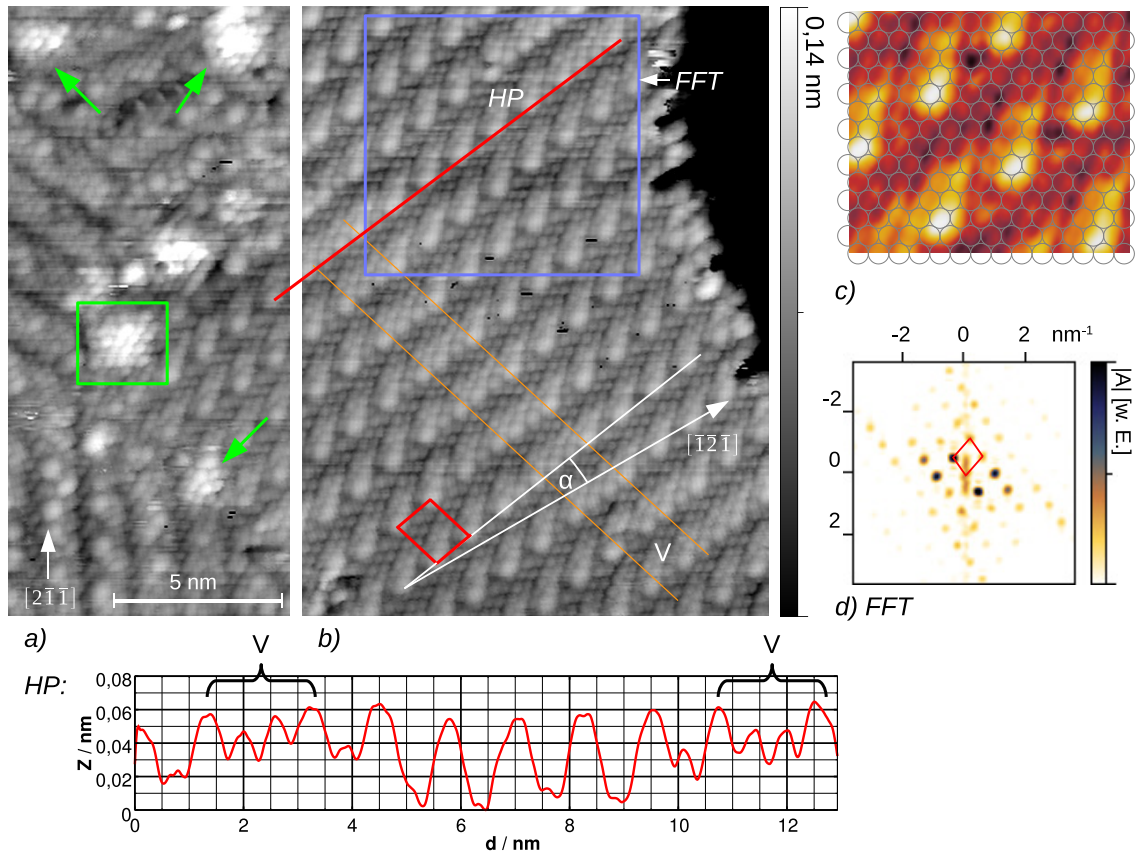 HP
FFT
α
V
[1̄2̄1̄]
[21̄1̄]
5 nm
0,14 nm
a)
b)
c)
-2 0 2 nm-1
-2
0
2
|A| [w. E.]
d) FFT
HP:
V V
0,08
0,06
0,04
0,02
0
Z / nm
0 2 4 6 8 10 12
d / nm